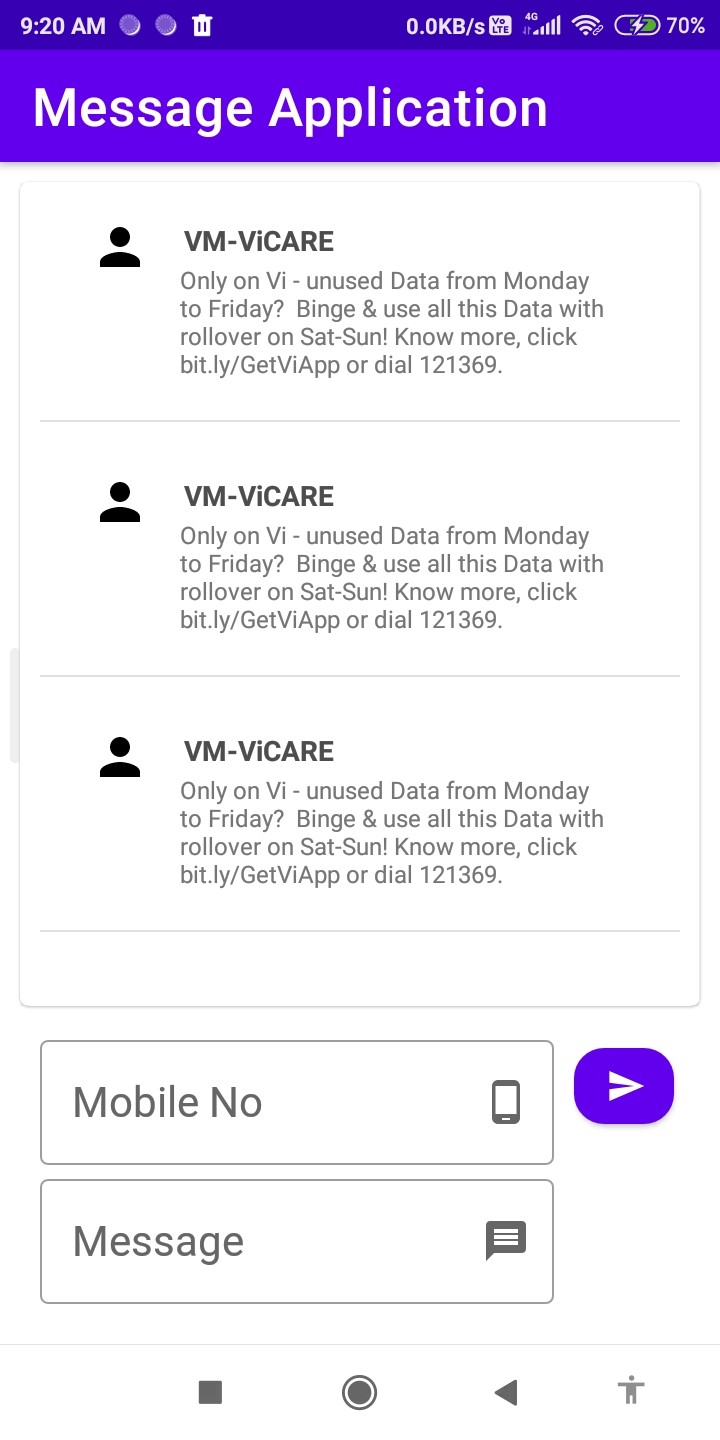 9:20 AM 0.0KB/s Vo LTE 4G 70%
Message Application
VM-ViCARE
Only on Vi - unused Data from Monday
to Friday?  Binge & use all this Data with
rollover on Sat-Sun! Know more, click
bit.ly/GetViApp or dial 121369.
VM-ViCARE
Only on Vi - unused Data from Monday
to Friday?  Binge & use all this Data with
rollover on Sat-Sun! Know more, click
bit.ly/GetViApp or dial 121369.
VM-ViCARE
Only on Vi - unused Data from Monday
to Friday?  Binge & use all this Data with
rollover on Sat-Sun! Know more, click
bit.ly/GetViApp or dial 121369.
Mobile No
Message